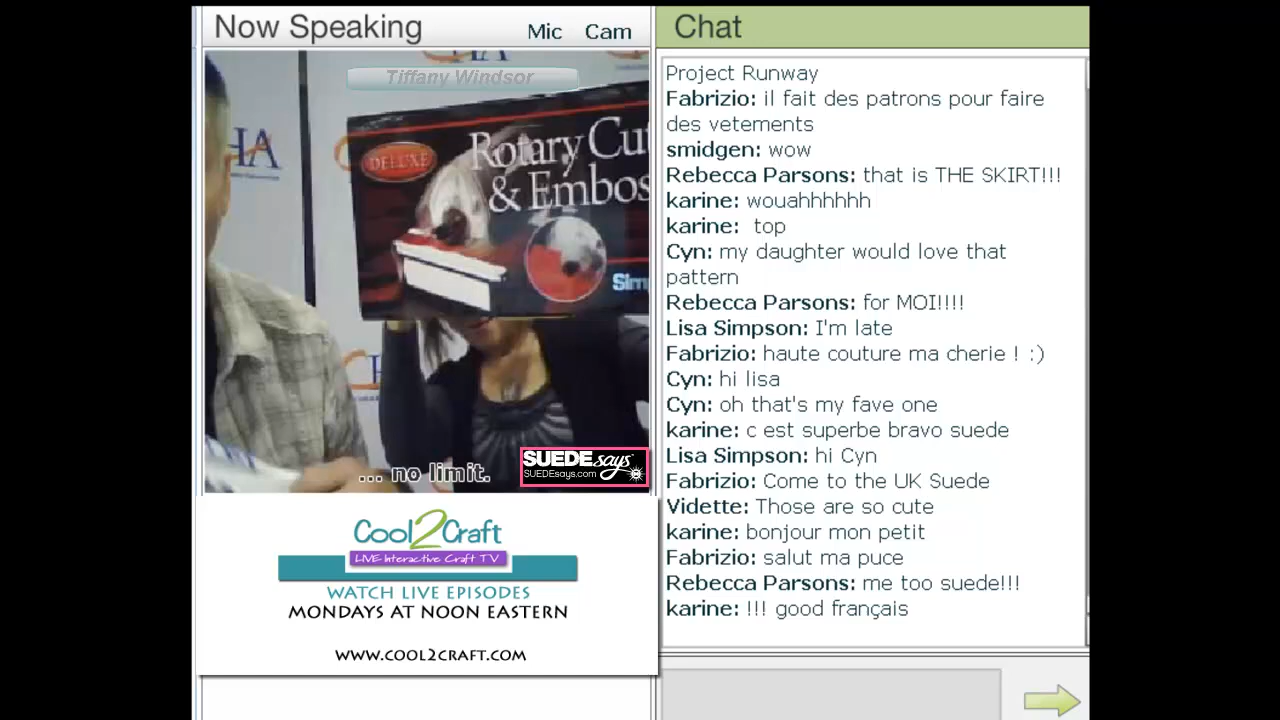 Now Speaking
Mic Cam
Tiffany Windsor
HA
DELUXE
Rotary Cu
& Embos
Sim
... no limit.
SUEDE says
SUEDEsays.com
Cool2Craft
LIVE Interactive Craft TV
WATCH LIVE EPISODES
MONDAYS AT NOON EASTERN
WWW.COOL2CRAFT.COM
Chat
Project Runway
Fabrizio: il fait des patrons pour faire
des vetements
smidgen: wow
Rebecca Parsons: that is THE SKIRT!!!
karine: wouahhhhhh
karine: top
Cyn: my daughter would love that
pattern
Rebecca Parsons: for MOI!!!!
Lisa Simpson: I'm late
Fabrizio: haute couture ma cherie ! :)
Cyn: hi lisa
Cyn: oh that's my fave one
karine: c est superbe bravo suede
Lisa Simpson: hi Cyn
Fabrizio: Come to the UK Suede
Vidette: Those are so cute
karine: bonjour mon petit
Fabrizio: salut ma puce
Rebecca Parsons: me too suede!!!
karine: !!! good français